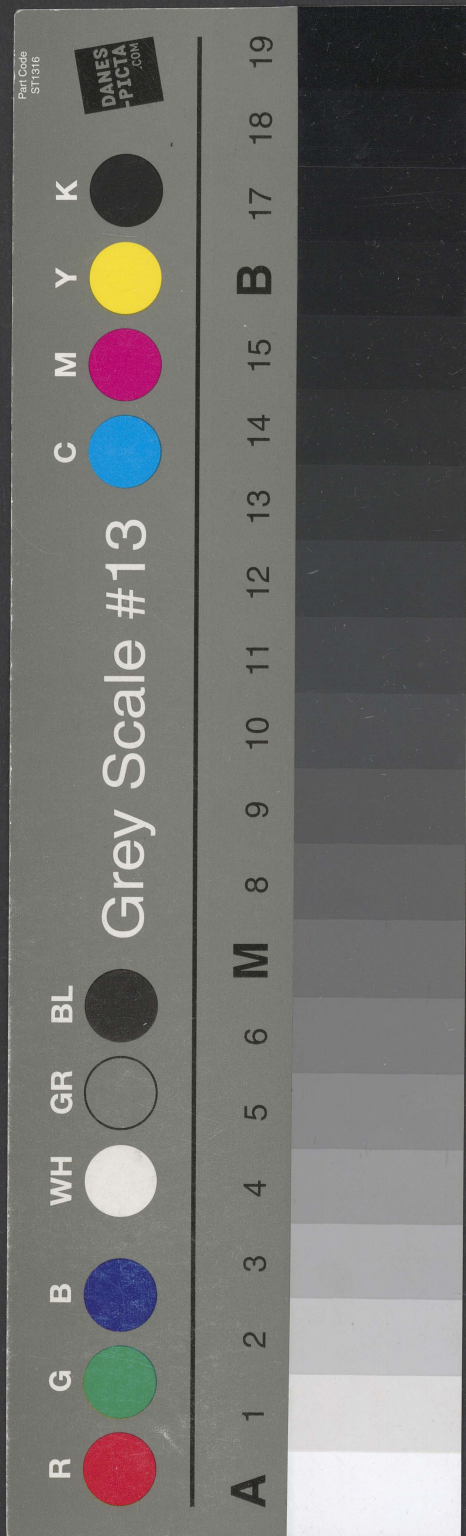 R G B WH GR BL Grey Scale #13 C M Y K
DANES
-PICTA
.COM
Part Code
ST1316
A 1 2 3 4 5 6 M 8 9 10 11 12 13 14 15 B 17 18 19